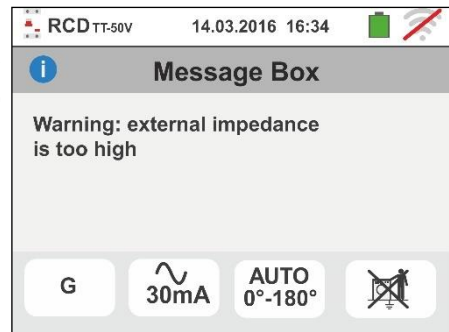 RCD TT-50V 14.03.2016 16:34
i Message Box
Warning: external impedance
is too high
G 30mA AUTO
0°-180°